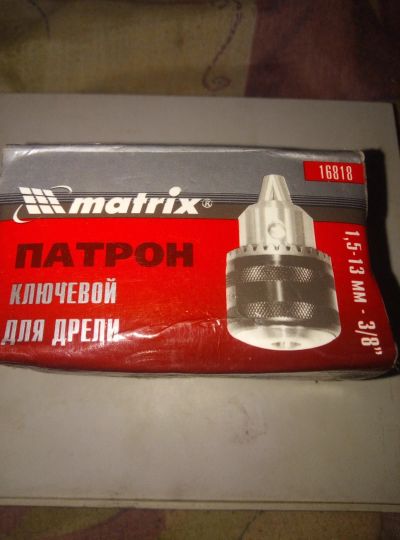 16818
matrix®
ПАТРОН
КЛЮЧЕВОЙ
ДЛЯ ДРЕЛИ
1,5-13 мм - 3/8"